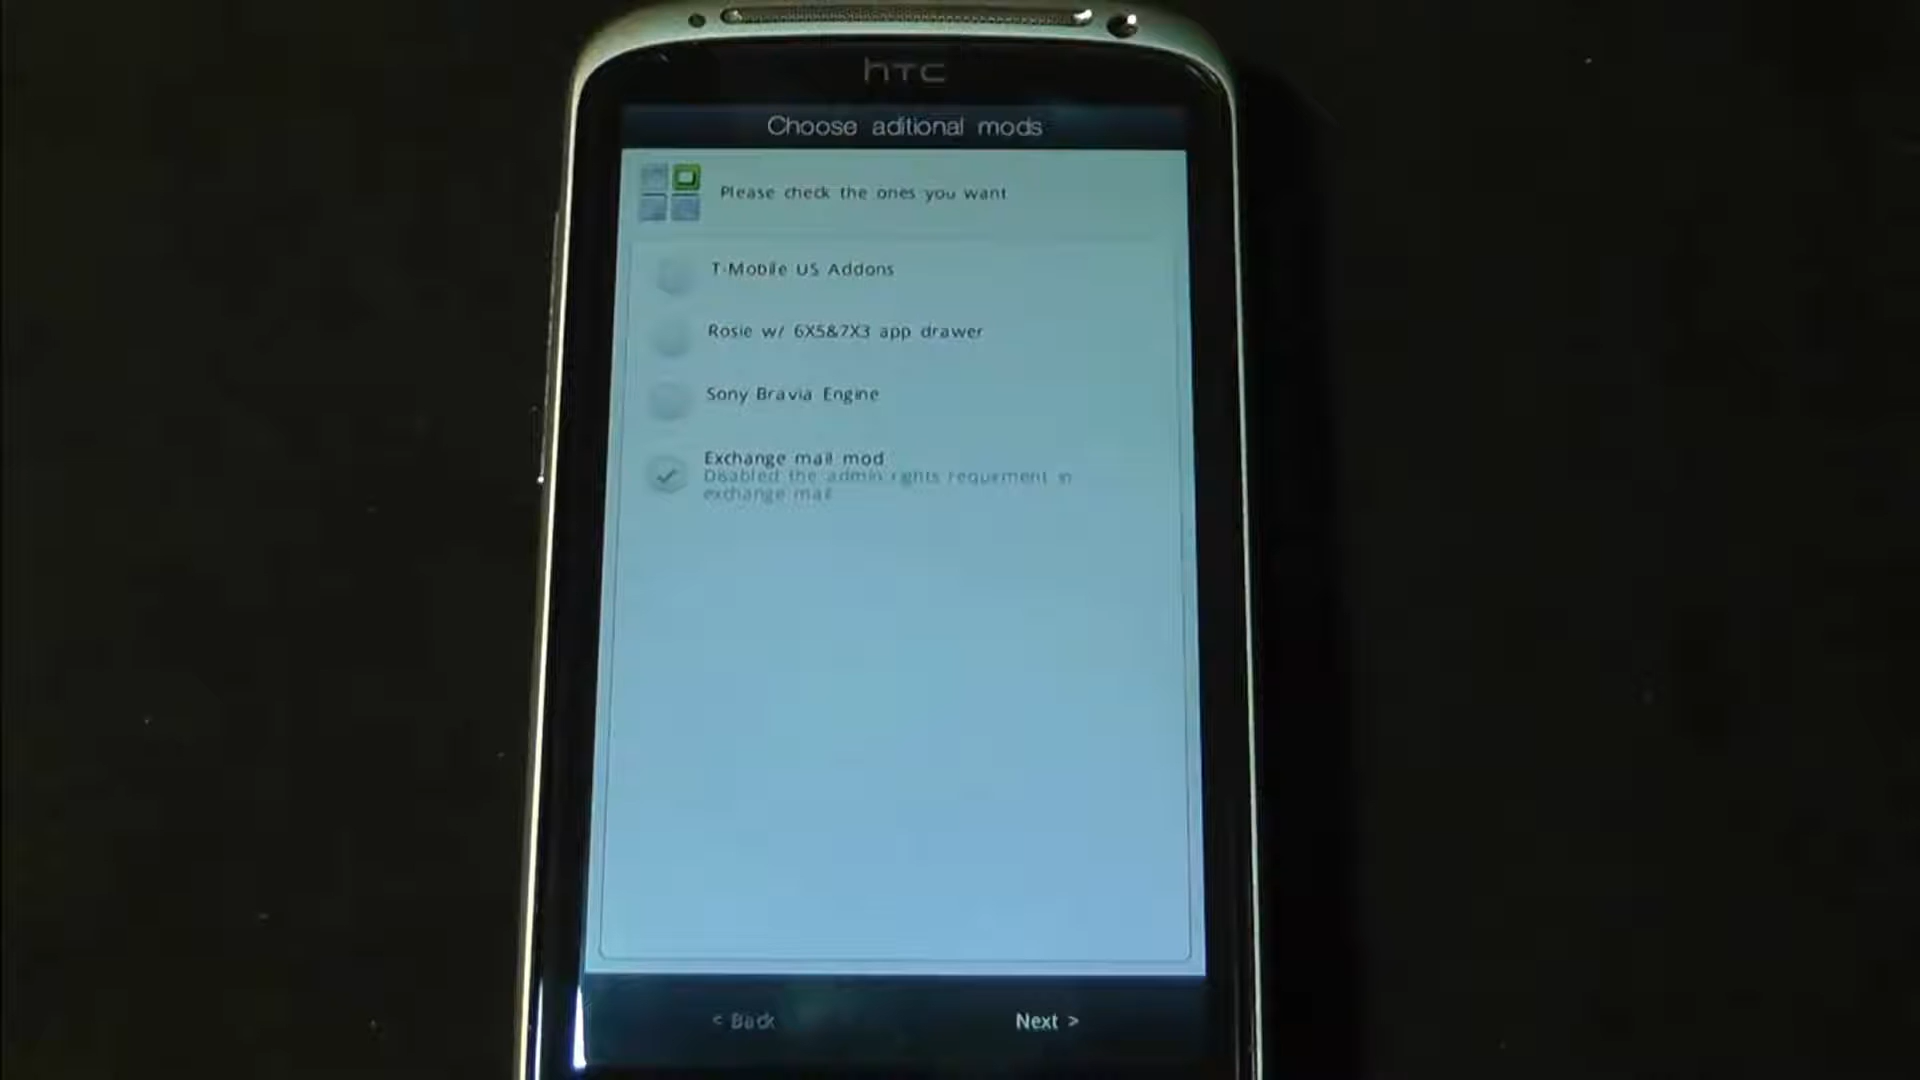 hTC
Choose aditional mods
Please check the ones you want
T-Mobile US Addons
Rosie w/ 6X5&7X3 app drawer
Sony Bravia Engine
Exchange mail mod
Disabled the admin rights requirment in
exchange mail
< Back
Next >